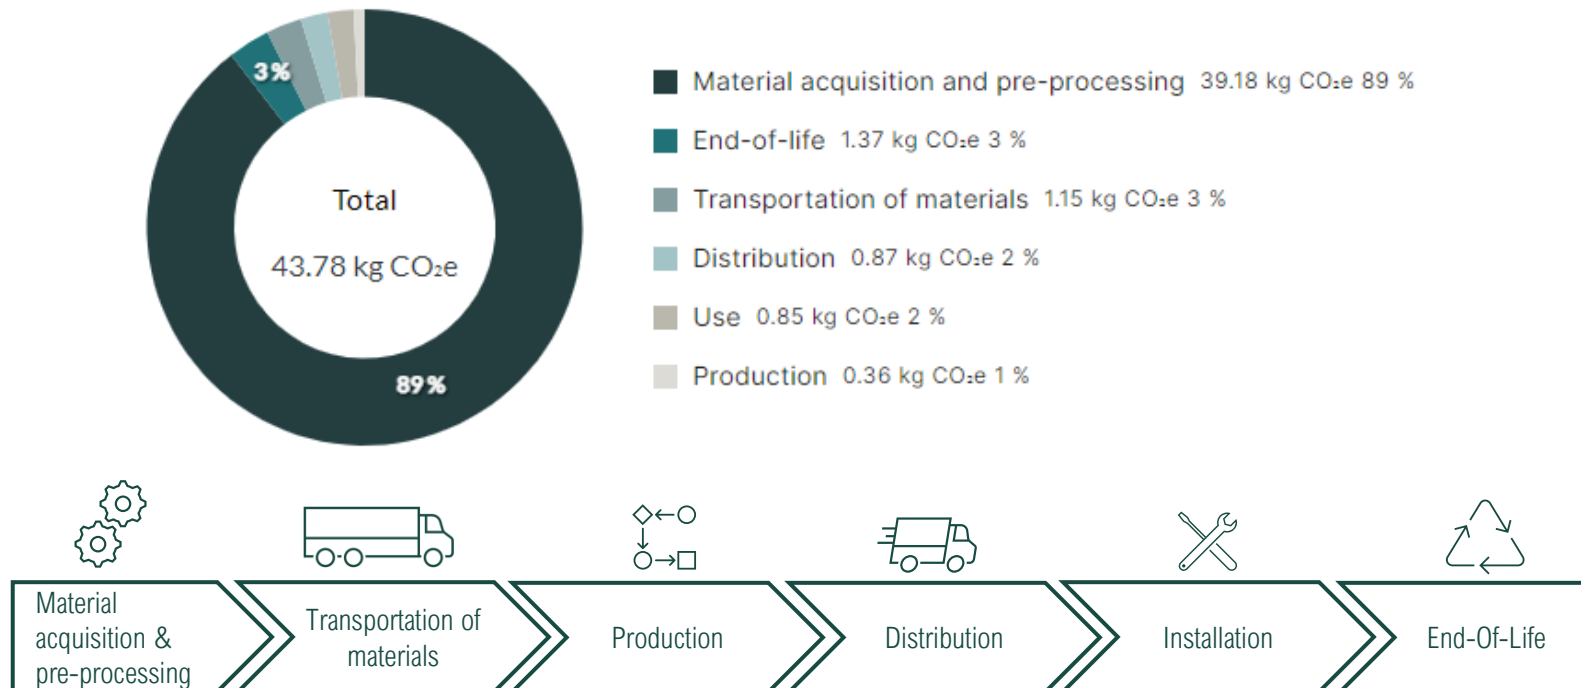 3%
Total
43.78 kg CO₂e
89%
Material acquisition and pre-processing 39.18 kg CO₂e 89 %
End-of-life 1.37 kg CO₂e 3 %
Transportation of materials 1.15 kg CO₂e 3 %
Distribution 0.87 kg CO₂e 2 %
Use 0.85 kg CO₂e 2 %
Production 0.36 kg CO₂e 1 %
Material
acquisition &
pre-processing
Transportation of
materials
Production
Distribution
Installation
End-Of-Life